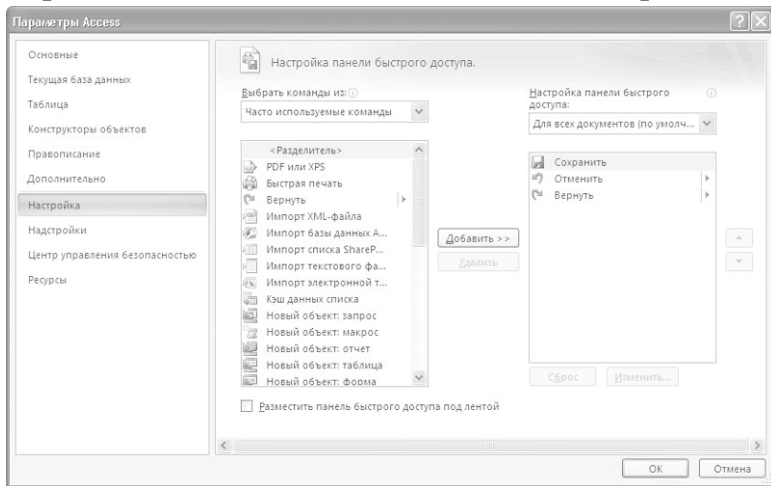 Параметры Access
Основные
Текущая база данных
Таблица
Конструкторы объектов
Правописание
Дополнительно
Настройка
Надстройки
Центр управления безопасностью
Ресурсы
Настройка панели быстрого доступа.
Выбрать команды из:
Часто используемые команды
<Разделитель>
PDF или XPS
Быстрая печать
Вернуть
Импорт XML-файла
Импорт базы данных A...
Импорт списка ShareP...
Импорт текстового фа...
Импорт электронной т...
Кэш данных списка
Новый объект: запрос
Новый объект: макрос
Новый объект: отчет
Новый объект: таблица
Новый объект: форма
Добавить >>
Удалить
Настройка панели быстрого
доступа:
Для всех документов (по умолч...
Сохранить
Отменить
Вернуть
Сброс
Изменить...
Разместить панель быстрого доступа под лентой
ОК
Отмена